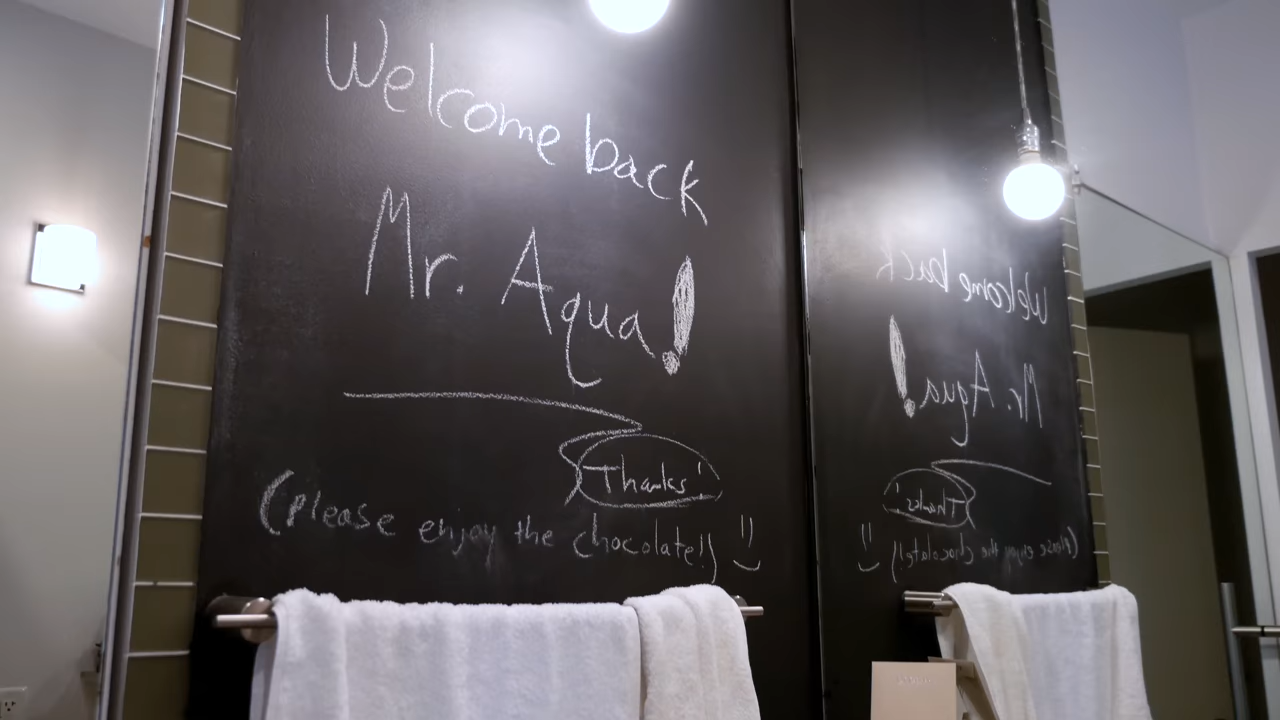 Welcome back
Mr. Aqua!
Thanks!
(please enjoy the chocolate!) :)